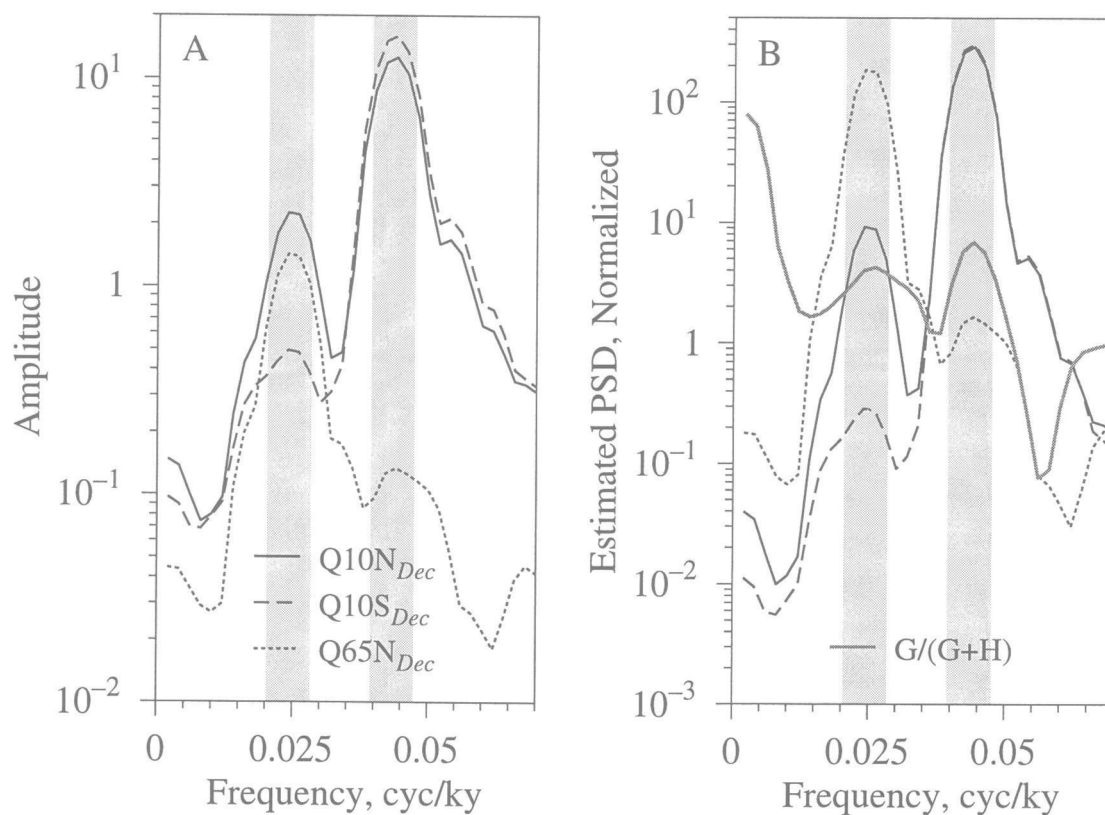 A
10^1
1
10^-1
10^-2
Amplitude
Q10N_Dec
Q10S_Dec
Q65N_Dec
0
0.025
0.05
Frequency, cyc/ky
B
10^2
10^1
1
10^-1
10^-2
10^-3
Estimated PSD, Normalized
G/(G+H)
0
0.025
0.05
Frequency, cyc/ky